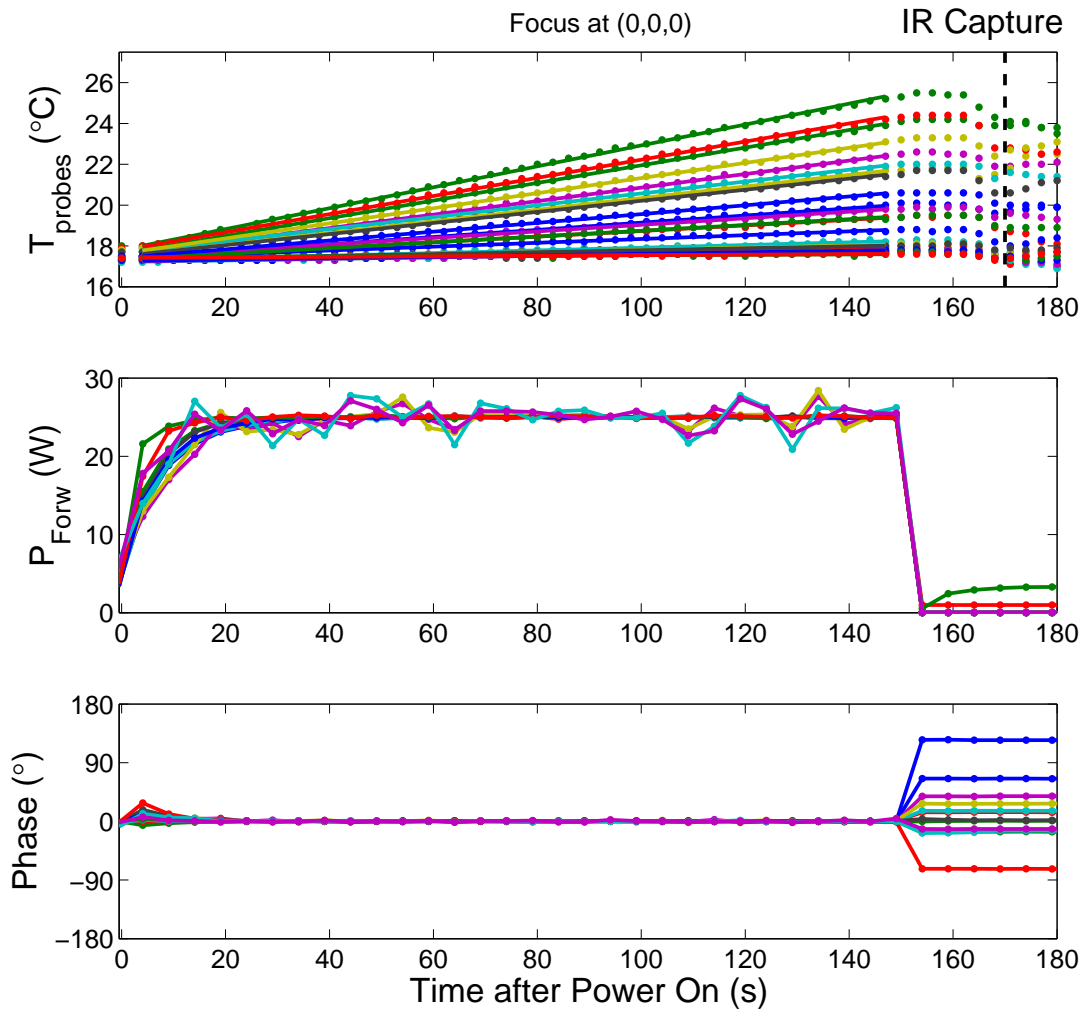 Focus at (0,0,0)
IR Capture
T_probes (°C)
26
24
22
20
18
16
0 20 40 60 80 100 120 140 160 180
P_Forw (W)
30
20
10
0
0 20 40 60 80 100 120 140 160 180
Phase (°)
180
90
0
−90
−180
0 20 40 60 80 100 120 140 160 180
Time after Power On (s)